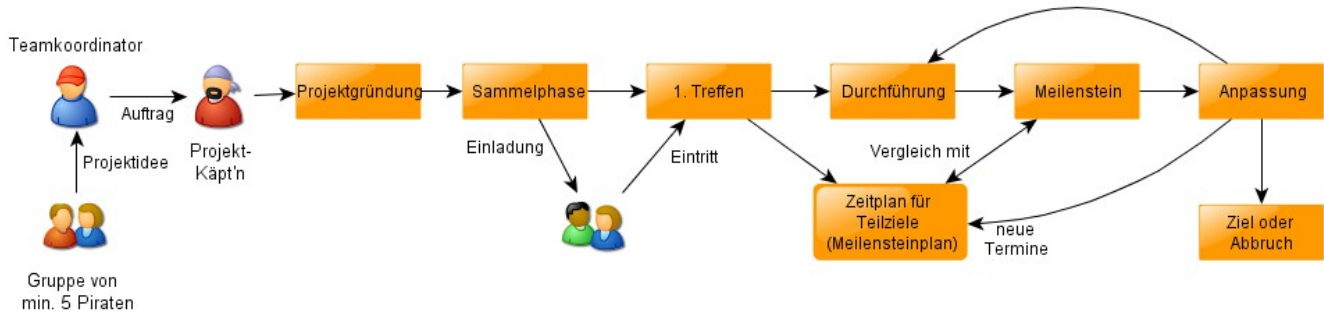 Teamkoordinator
Auftrag
Projektidee
Gruppe von
min. 5 Piraten
Projekt-
Käpt'n
Projektgründung
Sammelphase
Einladung
1. Treffen
Eintritt
Durchführung
Meilenstein
Anpassung
Vergleich mit
Zeitplan für
Teilziele
(Meilensteinplan)
neue
Termine
Ziel oder
Abbruch